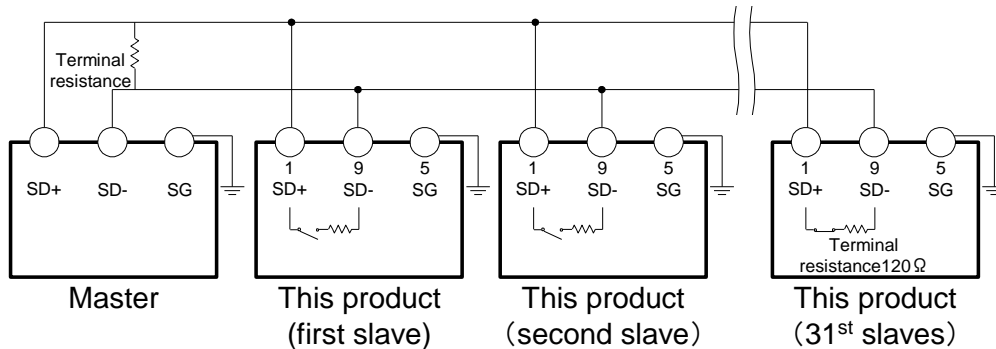 Terminal
resistance
1 9 5 1 9 5 1 9 5
SD+ SD- SG SD+ SD- SG SD+ SD- SG SD+ SD- SG
Terminal
resistance120Ω
Master This product This product This product
(first slave) （second slave） （31st slaves）